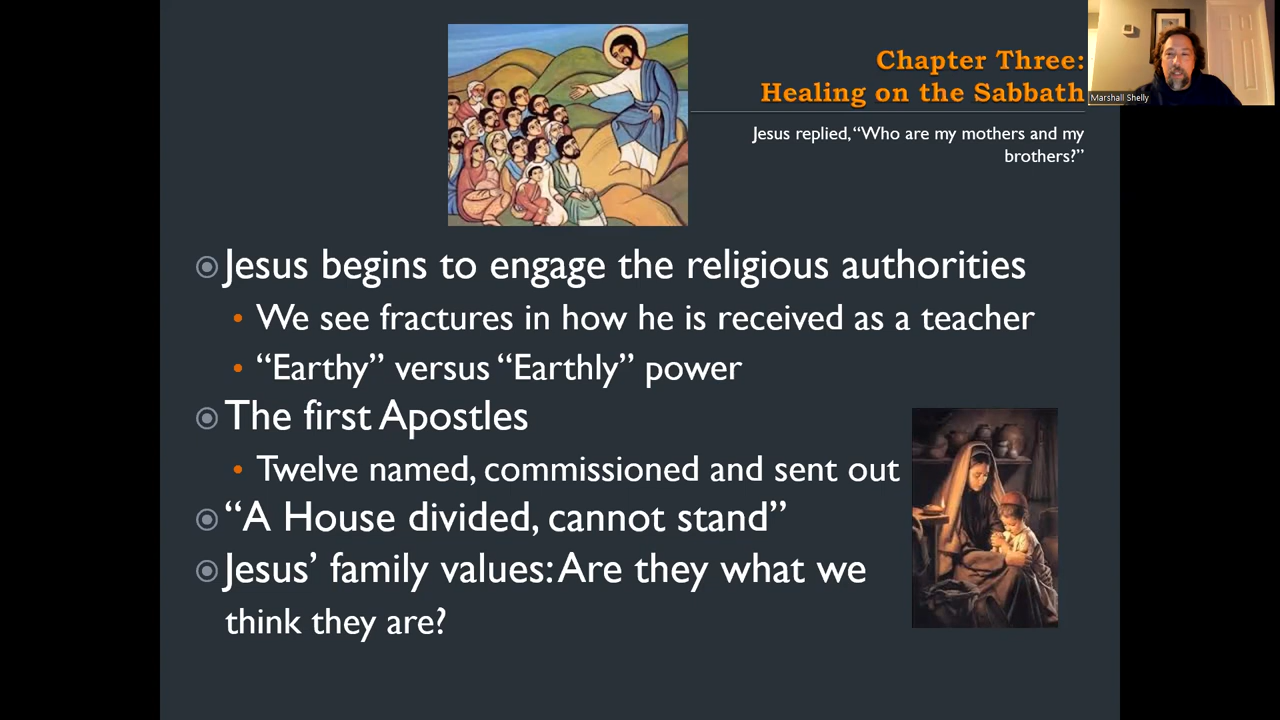 Chapter Three:
Healing on the Sabbath
Marshall Shelly
Jesus replied, “Who are my mothers and my
brothers?”
Jesus begins to engage the religious authorities
We see fractures in how he is received as a teacher
“Earthy” versus “Earthly” power
The first Apostles
Twelve named, commissioned and sent out
“A House divided, cannot stand”
Jesus’ family values: Are they what we
think they are?